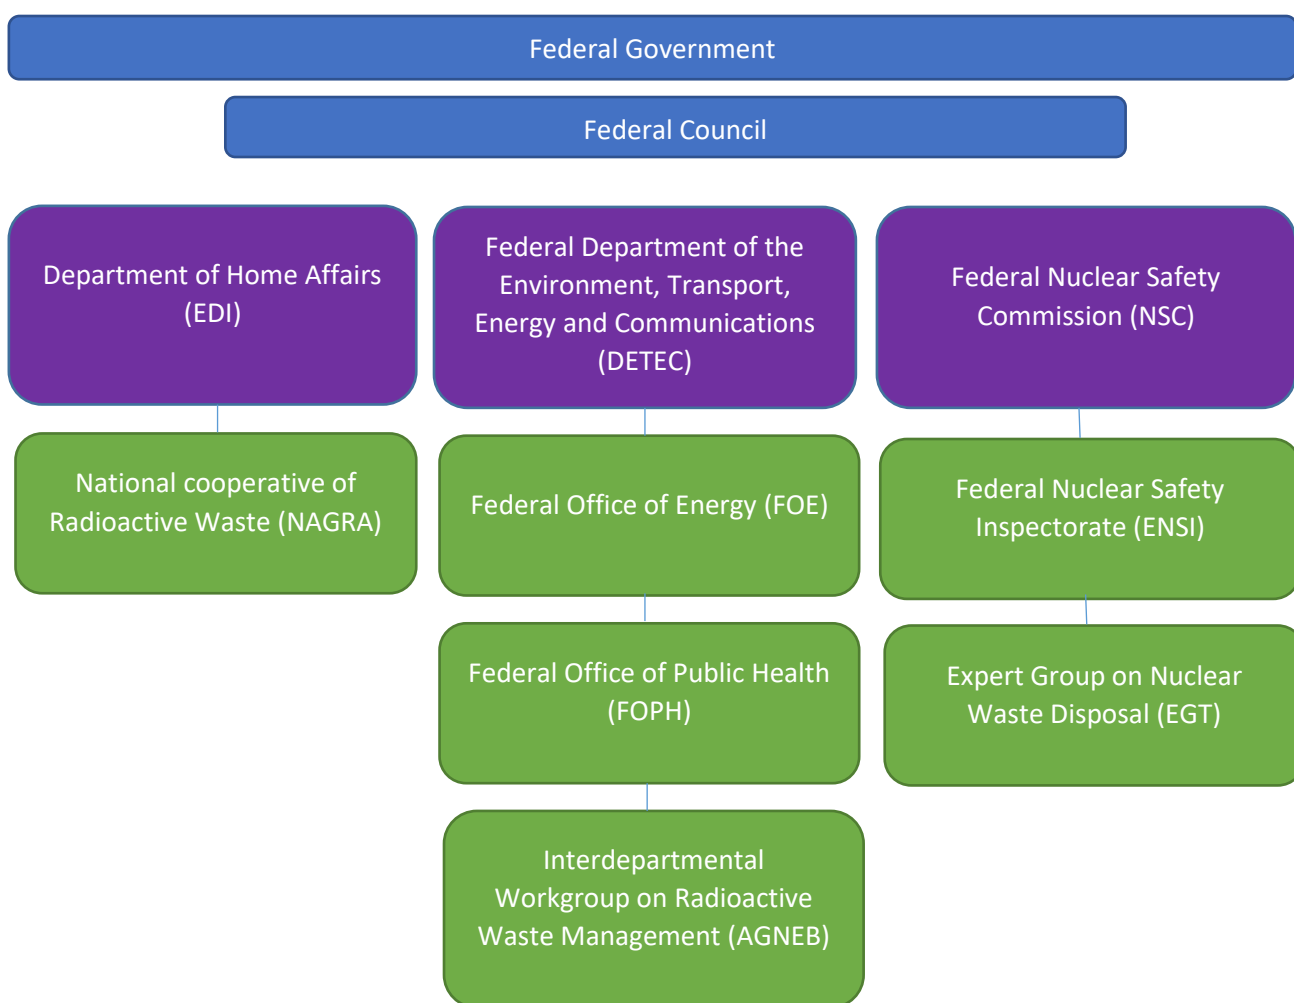 Federal Government
Federal Council
Department of Home Affairs
(EDI)
Federal Department of the
Environment, Transport,
Energy and Communications
(DETEC)
Federal Nuclear Safety
Commission (NSC)
National cooperative of
Radioactive Waste (NAGRA)
Federal Office of Energy (FOE)
Federal Nuclear Safety
Inspectorate (ENSI)
Federal Office of Public Health
(FOPH)
Expert Group on Nuclear
Waste Disposal (EGT)
Interdepartmental
Workgroup on Radioactive
Waste Management (AGNEB)